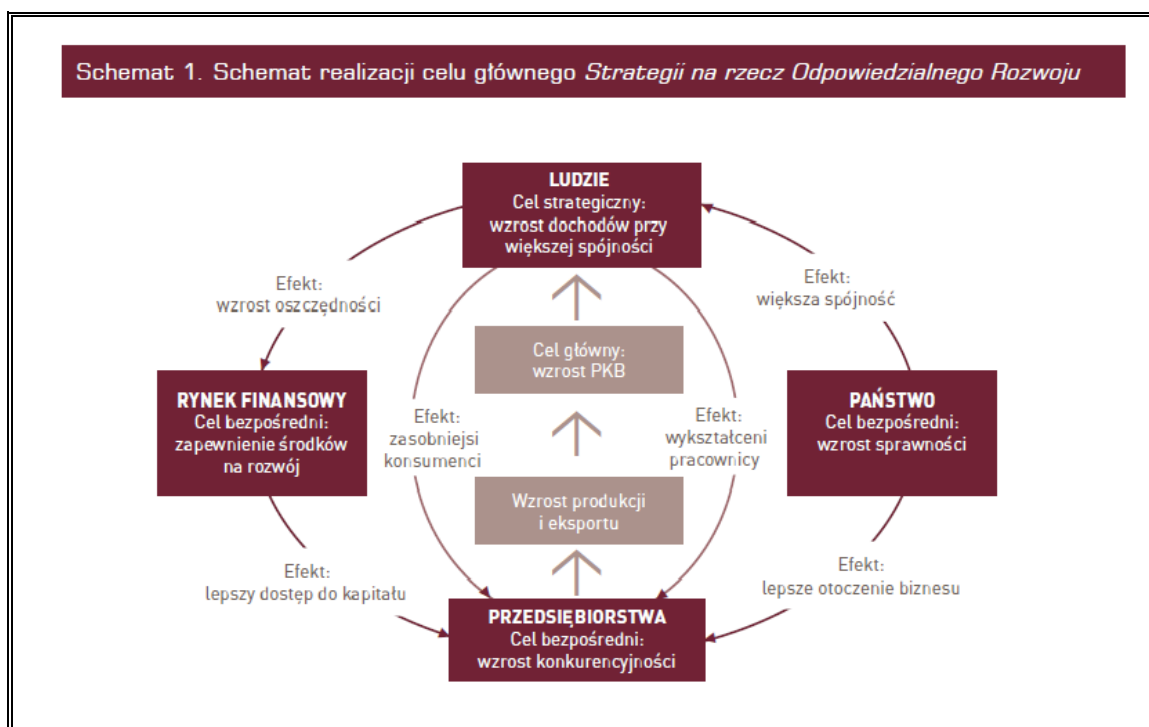 Schemat 1. Schemat realizacji celu głównego Strategii na rzecz Odpowiedzialnego Rozwoju
LUDZIE
Cel strategiczny:
wzrost dochodów przy
większej spójności
Efekt:
wzrost oszczędności
Efekt:
większa spójność
Cel główny:
wzrost PKB
RYNEK FINANSOWY
Cel bezpośredni:
zapewnienie środków
na rozwój
Efekt:
zasobniejsi
konsumenci
Efekt:
wykształceni
pracownicy
PAŃSTWO
Cel bezpośredni:
wzrost sprawności
Wzrost produkcji
i eksportu
Efekt:
lepszy dostęp do kapitału
Efekt:
lepsze otoczenie biznesu
PRZEDSIĘBIORSTWA
Cel bezpośredni:
wzrost konkurencyjności